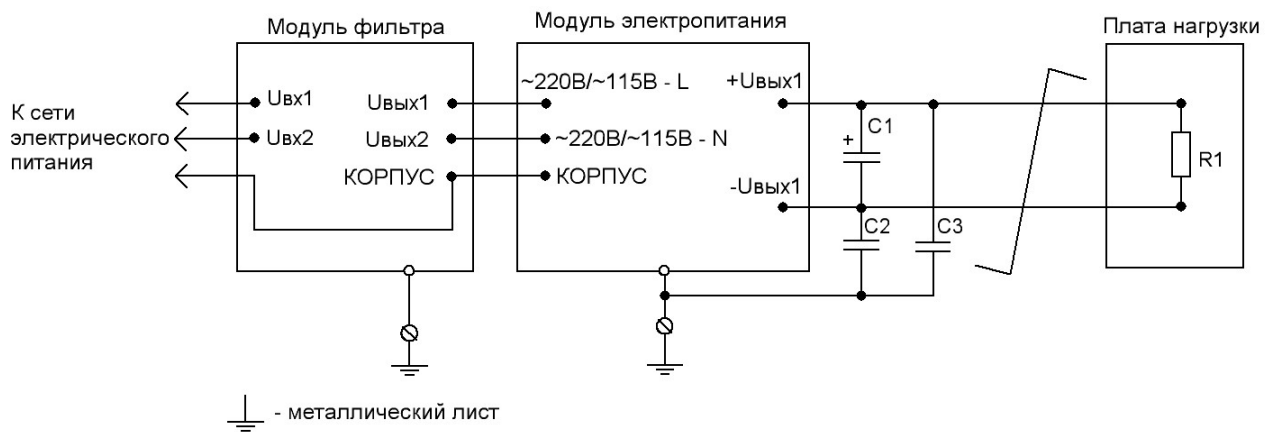 Модуль фильтра
Модуль электропитания
Плата нагрузки
К сети
электрического
питания
Uвх1
Uвх2
Uвых1
Uвых2
КОРПУС
~220В/~115В - L
~220В/~115В - N
КОРПУС
+Uвых1
-Uвых1
+
C1
C2
C3
R1
- металлический лист